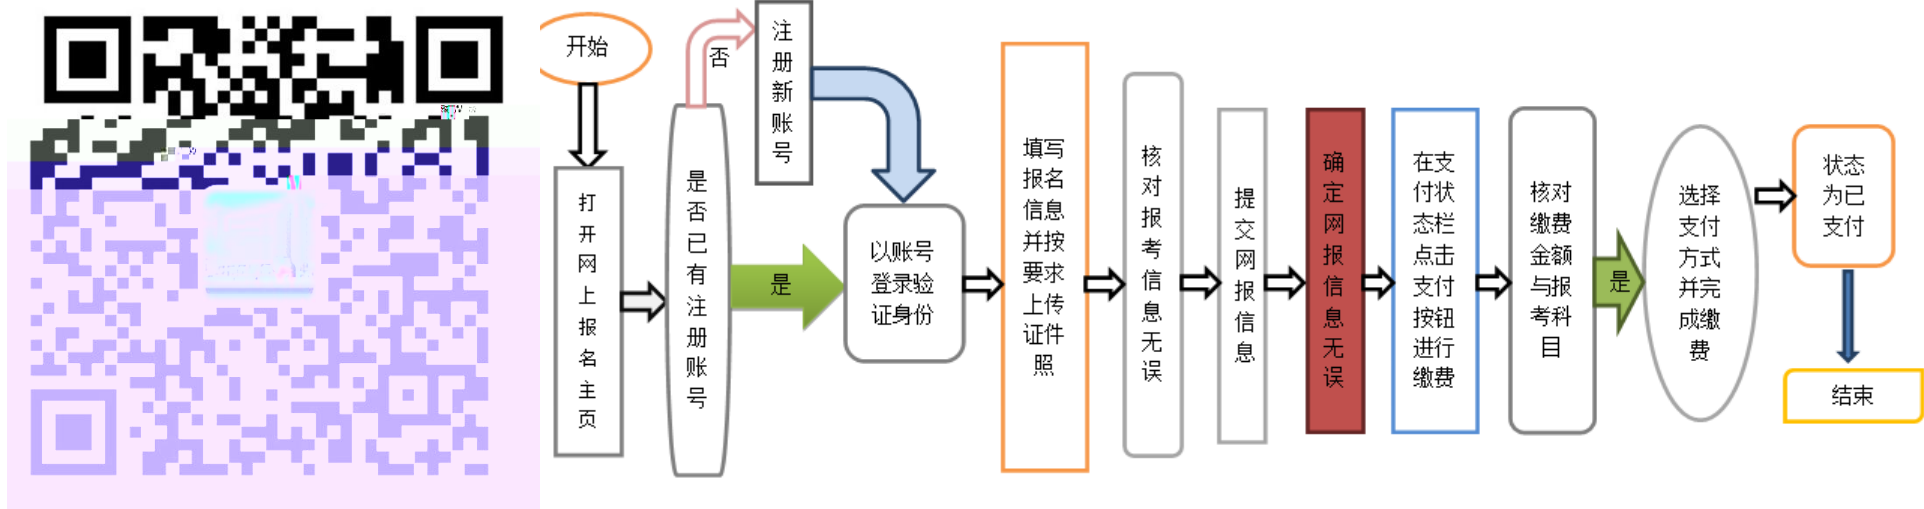 开始
打
开
网
上
报
名
主
页
是
否
已
有
注
册
账
号
否
注
册
新
账
号
是
以账号
登录验
证身份
填写
报名
信息
并按
要求
上传
证件
照
核
对
报
考
信
息
无
误
提
交
网
报
信
息
确
定
网
报
信
息
无
误
在支
付状
态栏
点击
支付
按钮
进行
缴费
核对
缴费
金额
与报
考科
目
是
选择
支付
方式
并完
成缴
费
状态
为已
支付
结束